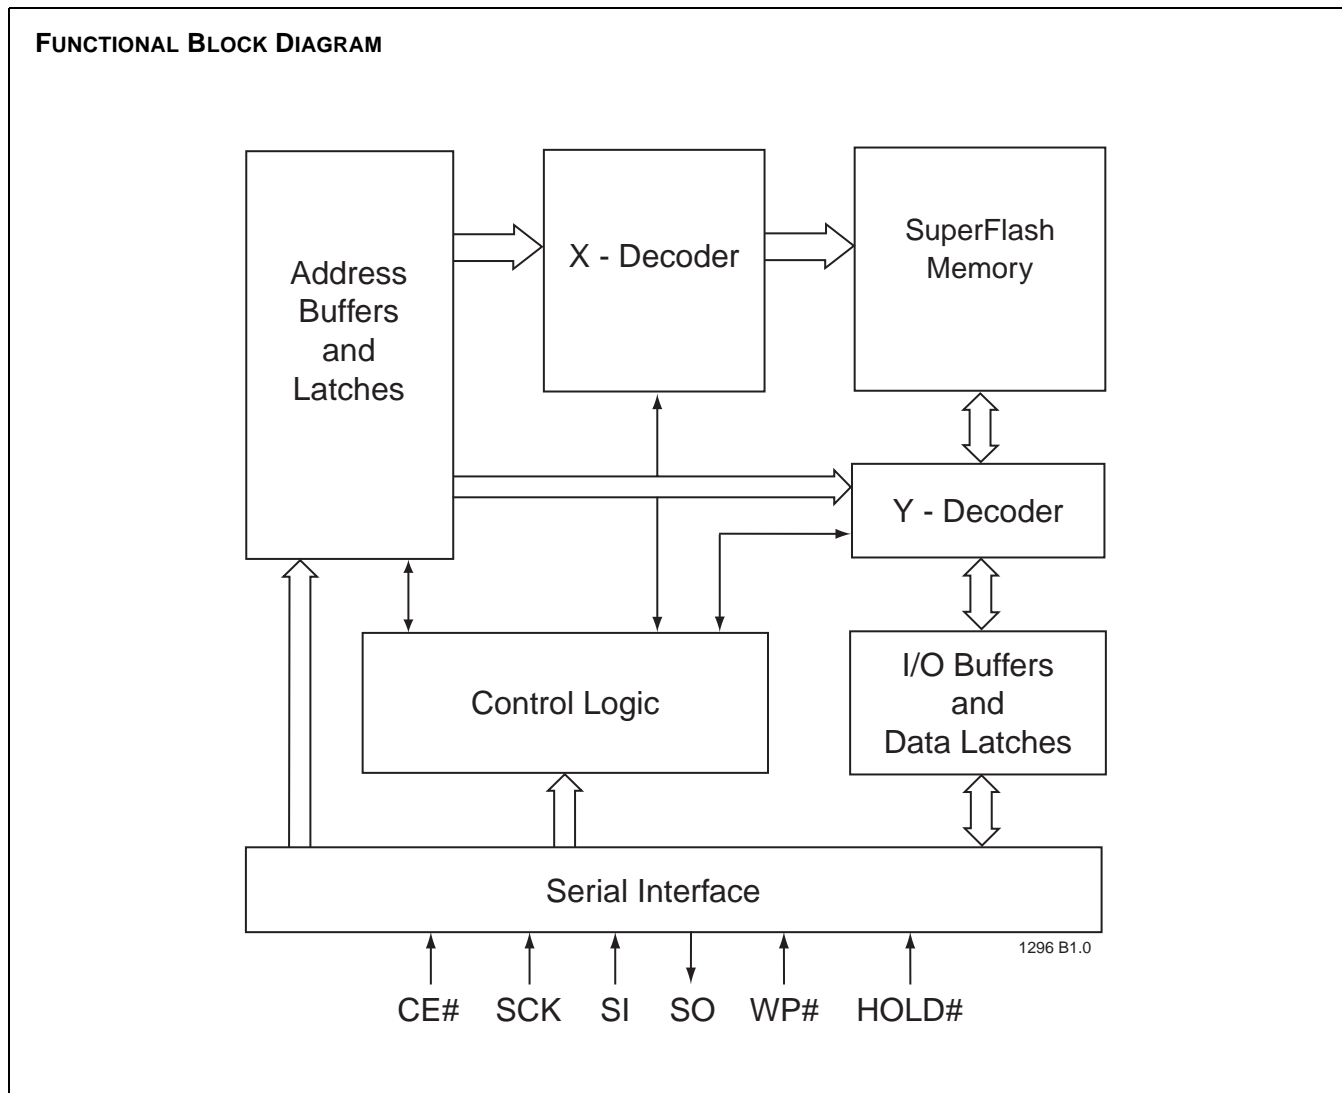 FUNCTIONAL BLOCK DIAGRAM
Address
Buffers
and
Latches
X - Decoder
SuperFlash
Memory
Y - Decoder
Control Logic
I/O Buffers
and
Data Latches
Serial Interface
1296 B1.0
CE# SCK SI SO WP# HOLD#